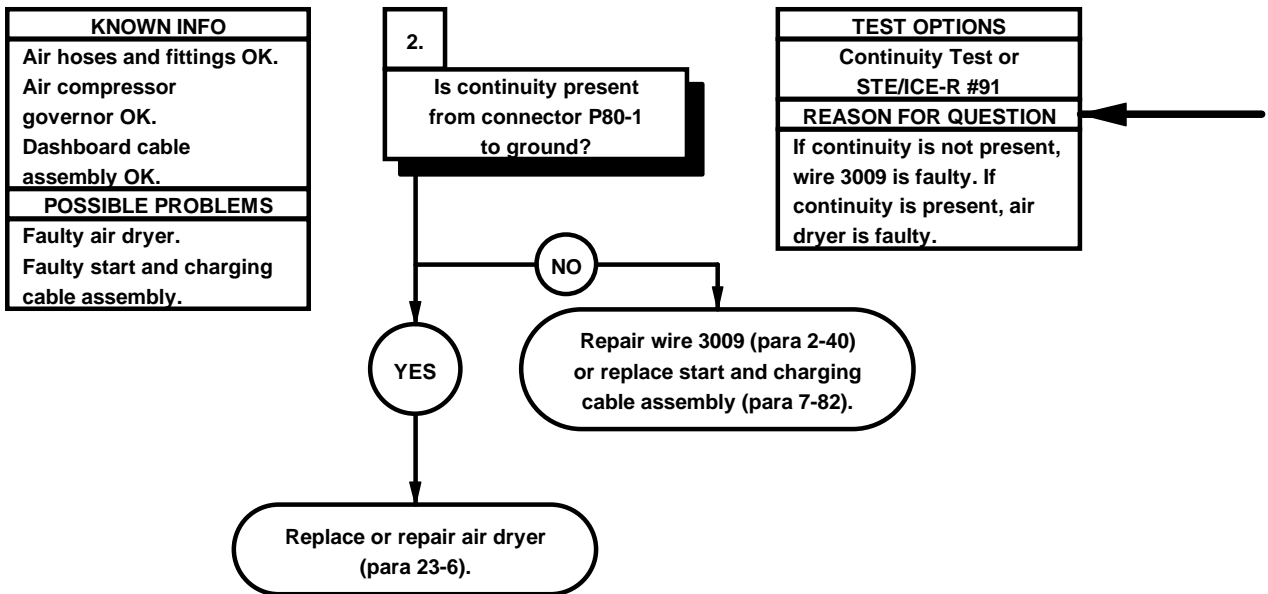 KNOWN INFO
Air hoses and fittings OK.
Air compressor
governor OK.
Dashboard cable
assembly OK.
POSSIBLE PROBLEMS
Faulty air dryer.
Faulty start and charging
cable assembly.
2.
Is continuity present
from connector P80-1
to ground?
TEST OPTIONS
Continuity Test or
STE/ICE-R #91
REASON FOR QUESTION
If continuity is not present,
wire 3009 is faulty. If
continuity is present, air
dryer is faulty.
NO
YES
Repair wire 3009 (para 2-40)
or replace start and charging
cable assembly (para 7-82).
Replace or repair air dryer
(para 23-6).